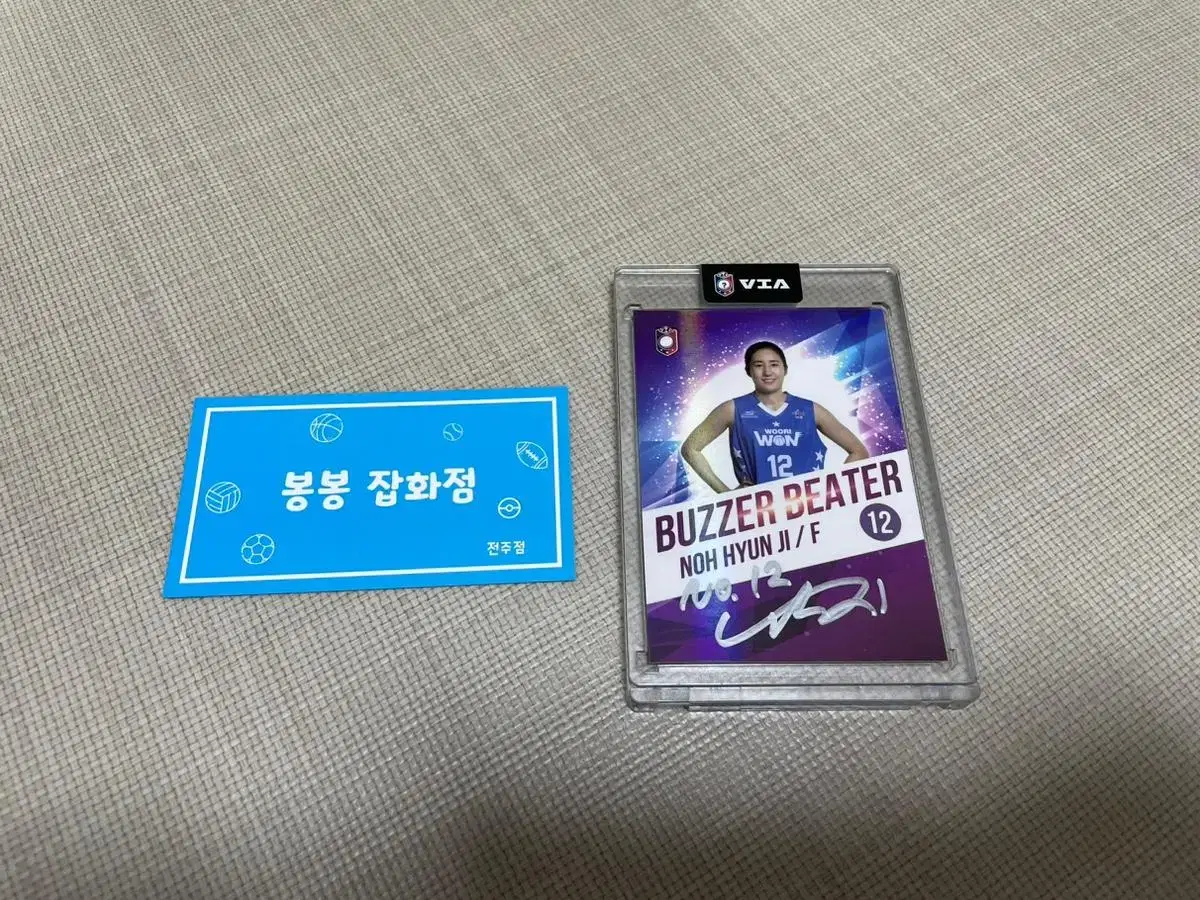 봉봉 잡화점
전주점
VIA
WOORI
WON
12
BUZZER BEATER
NOH HYUN JI / F
12
No. 12